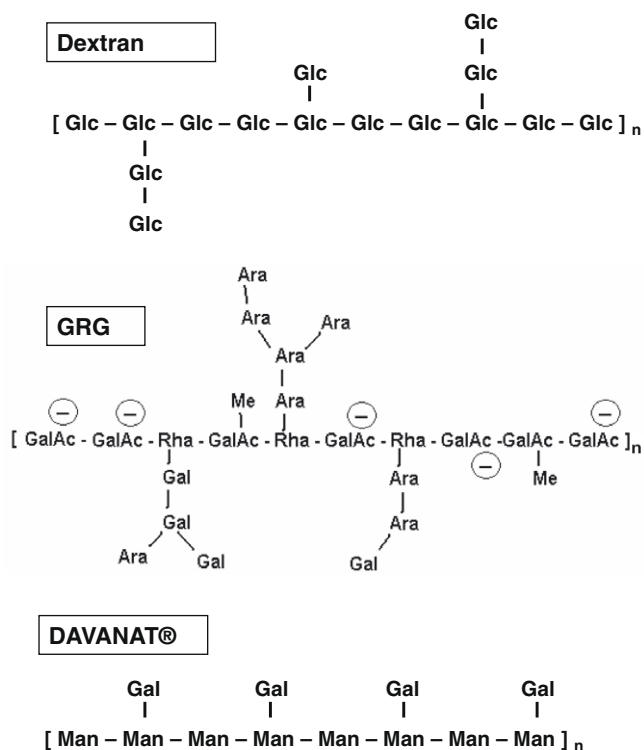 Dextran
Glc
Glc
Glc
[ Glc – Glc – Glc – Glc – Glc – Glc – Glc – Glc – Glc – Glc ] n
Glc
Glc
GRG
Ara
Ara
Ara
Ara
Me
Ara
[ GalAc - GalAc - Rha - GalAc - Rha - GalAc - Rha - GalAc - GalAc - GalAc ]n
Gal
Ara
Me
Gal
Ara
Ara
Gal
Gal
DAVANAT®
Gal Gal Gal Gal
[ Man – Man – Man – Man – Man – Man – Man – Man ] n